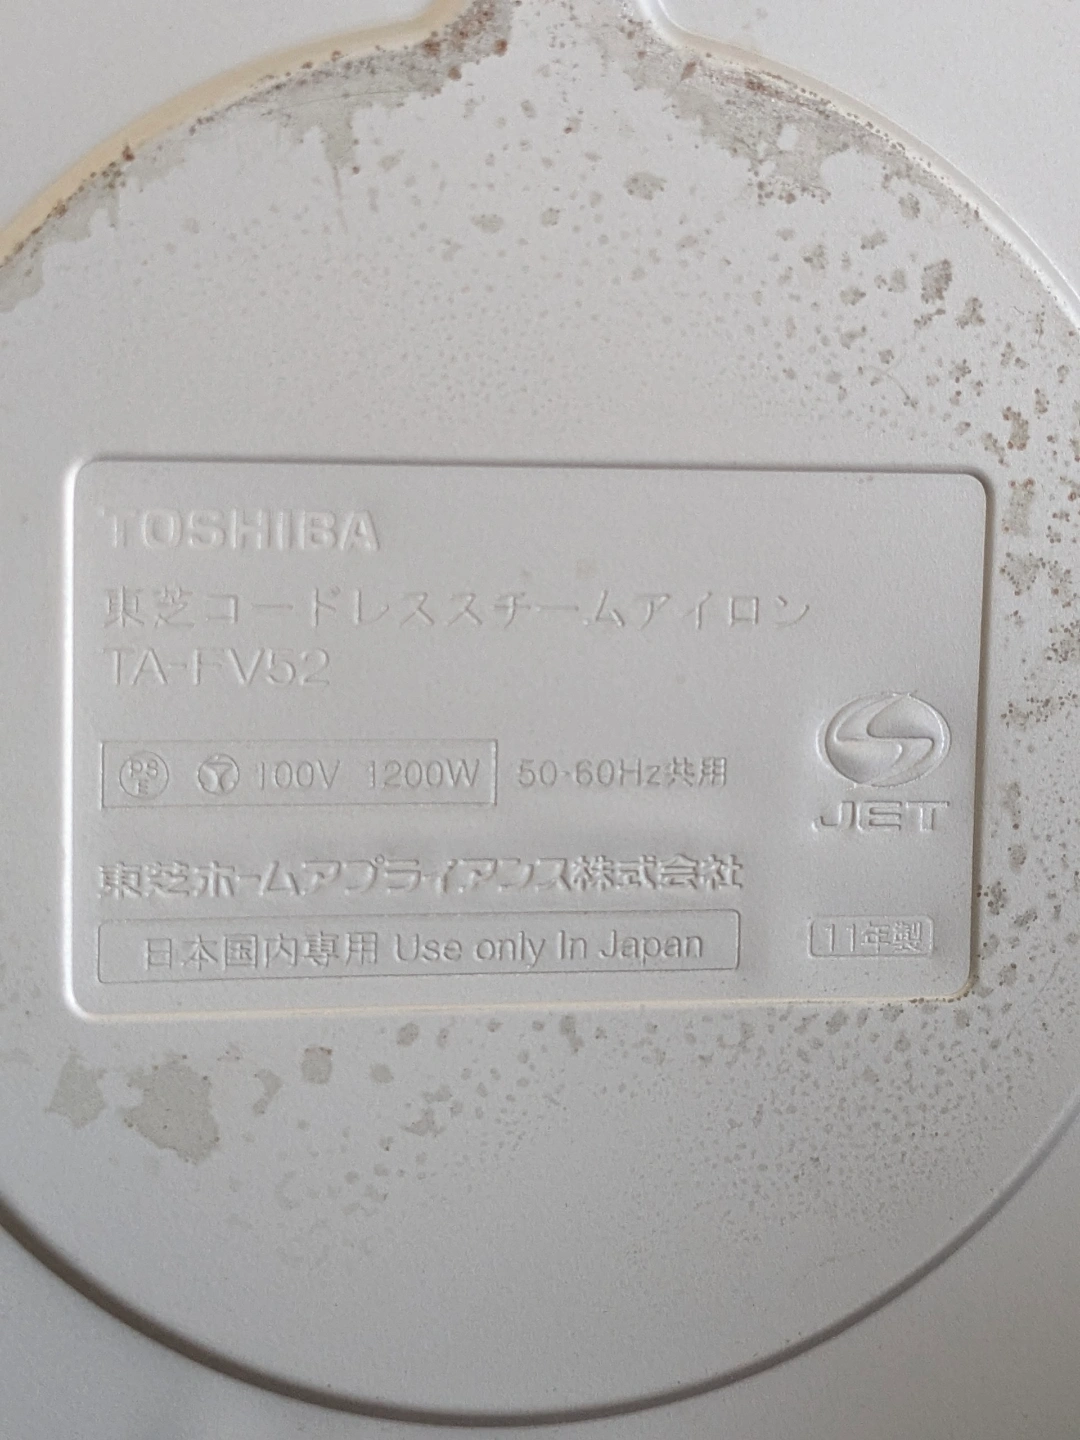 TOSHIBA
東芝コードレススチームアイロン
TA-FV52
PS E 100V 1200W 50-60Hz共用
JET
東芝ホームアプライアンス株式会社
日本国内専用 Use only In Japan
11年製